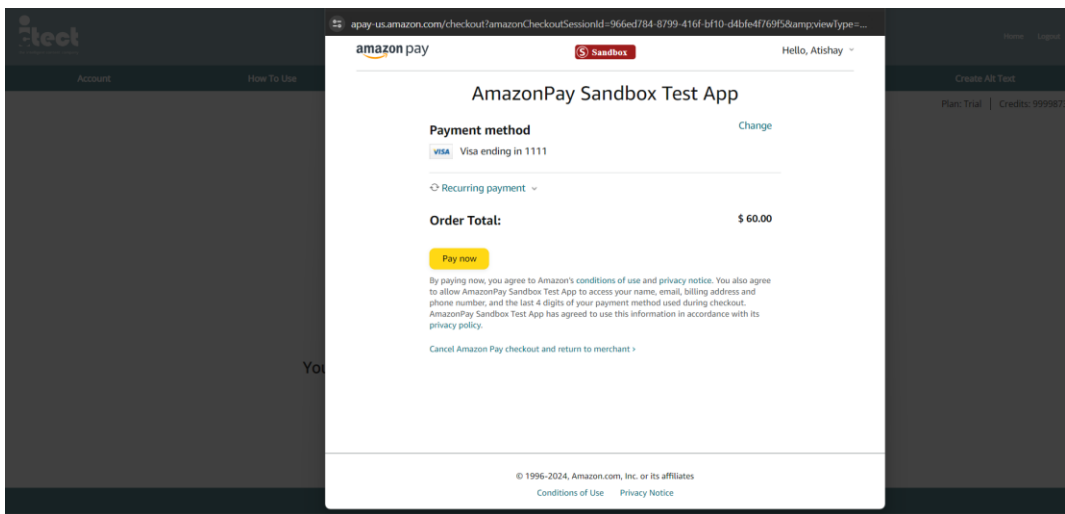 apay-us.amazon.com/checkout?amazonCheckoutSessionId=966ed784-8799-416f-bf10-d4bfe4f769f5&amp;viewType=...
itect
Home Logout
Account How To Use Create Alt Text
Plan: Trial | Credits: 999987
amazon pay
S Sandbox
Hello, Atishay
AmazonPay Sandbox Test App
Payment method
Change
VISA Visa ending in 1111
Recurring payment
Order Total: $ 60.00
Pay now
By paying now, you agree to Amazon's conditions of use and privacy notice. You also agree
to allow AmazonPay Sandbox Test App to access your name, email, billing address and
phone number, and the last 4 digits of your payment method used during checkout.
AmazonPay Sandbox Test App has agreed to use this information in accordance with its
privacy policy.
Cancel Amazon Pay checkout and return to merchant ›
You
© 1996-2024, Amazon.com, Inc. or its affiliates
Conditions of Use Privacy Notice